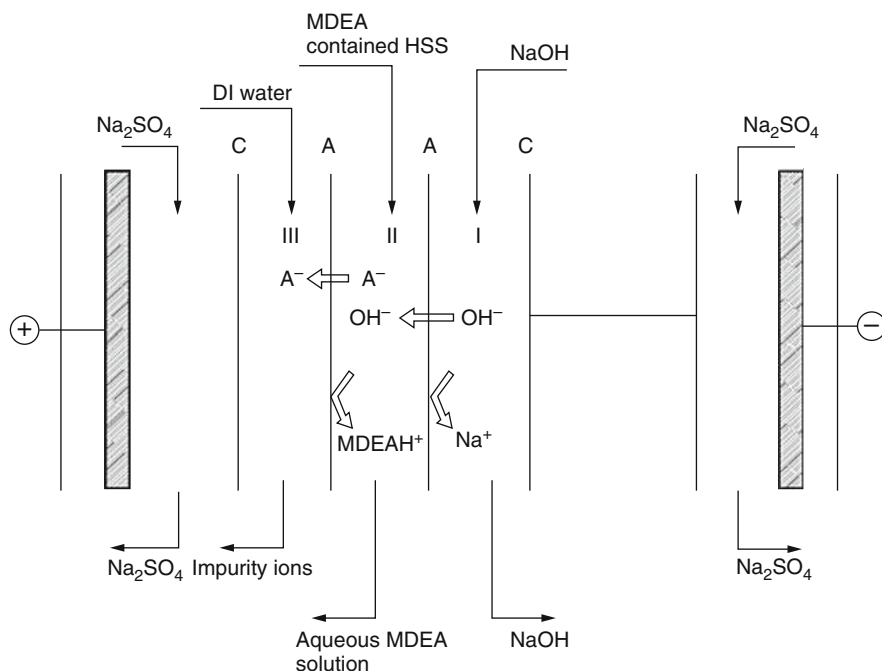 MDEA
contained HSS
NaOH
DI water
Na₂SO₄
Na₂SO₄
C
A
A
C
III
II
I
A⁻
A⁻
OH⁻
OH⁻
+
−
MDEAH⁺
Na⁺
Na₂SO₄
Impurity ions
Na₂SO₄
Aqueous MDEA
solution
NaOH